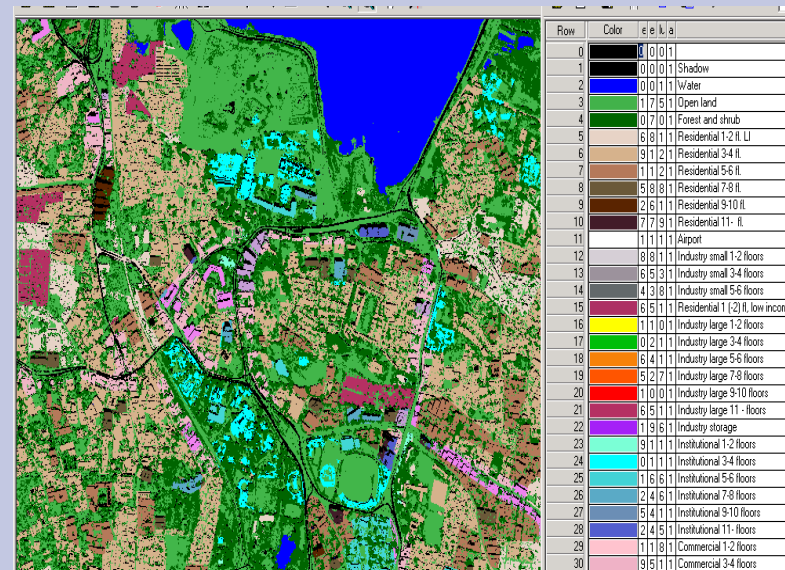 Row Color e e lu a
0 0 0 0 1
1 0 0 0 1 Shadow
2 0 0 1 1 Water
3 1 7 5 1 Open land
4 0 7 0 1 Forest and shrub
5 6 8 1 1 Residential 1-2 fl. LI
6 9 1 2 1 Residential 3-4 fl.
7 1 1 2 1 Residential 5-6 fl.
8 5 8 8 1 Residential 7-8 fl.
9 2 6 1 1 Residential 9-10 fl.
10 7 7 9 1 Residential 11- fl.
11 1 1 1 1 Airport
12 8 8 1 1 Industry small 1-2 floors
13 6 5 3 1 Industry small 3-4 floors
14 4 3 8 1 Industry small 5-6 floors
15 6 5 1 1 Residential 1 (-2) fl, low incon
16 1 1 0 1 Industry large 1-2 floors
17 0 2 1 1 Industry large 3-4 floors
18 6 4 1 1 Industry large 5-6 floors
19 5 2 7 1 Industry large 7-8 floors
20 1 0 0 1 Industry large 9-10 floors
21 6 5 1 1 Industry large 11 - floors
22 1 9 6 1 Industry storage
23 9 1 1 1 Institutional 1-2 floors
24 0 1 1 1 Institutional 3-4 floors
25 1 6 6 1 Institutional 5-6 floors
26 2 4 6 1 Institutional 7-8 floors
27 5 4 1 1 Institutional 9-10 floors
28 2 4 5 1 Institutional 11- floors
29 1 1 8 1 Commercial 1-2 floors
30 9 5 1 1 Commercial 3-4 floors